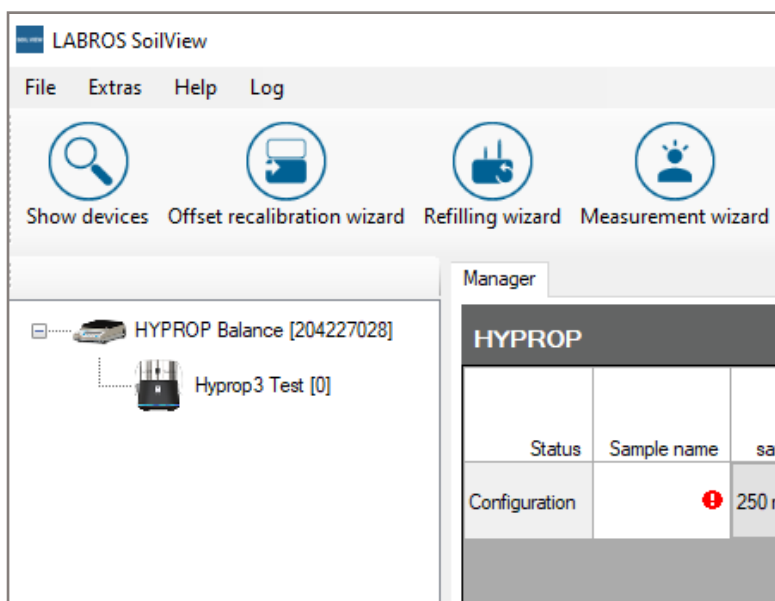 LABROS SoilView
File Extras Help Log
Show devices Offset recalibration wizard Refilling wizard Measurement wizard
Manager
HYPROP Balance [204227028]
HYPROP
Hyprop3 Test [0]
Status Sample name sa
Configuration 250